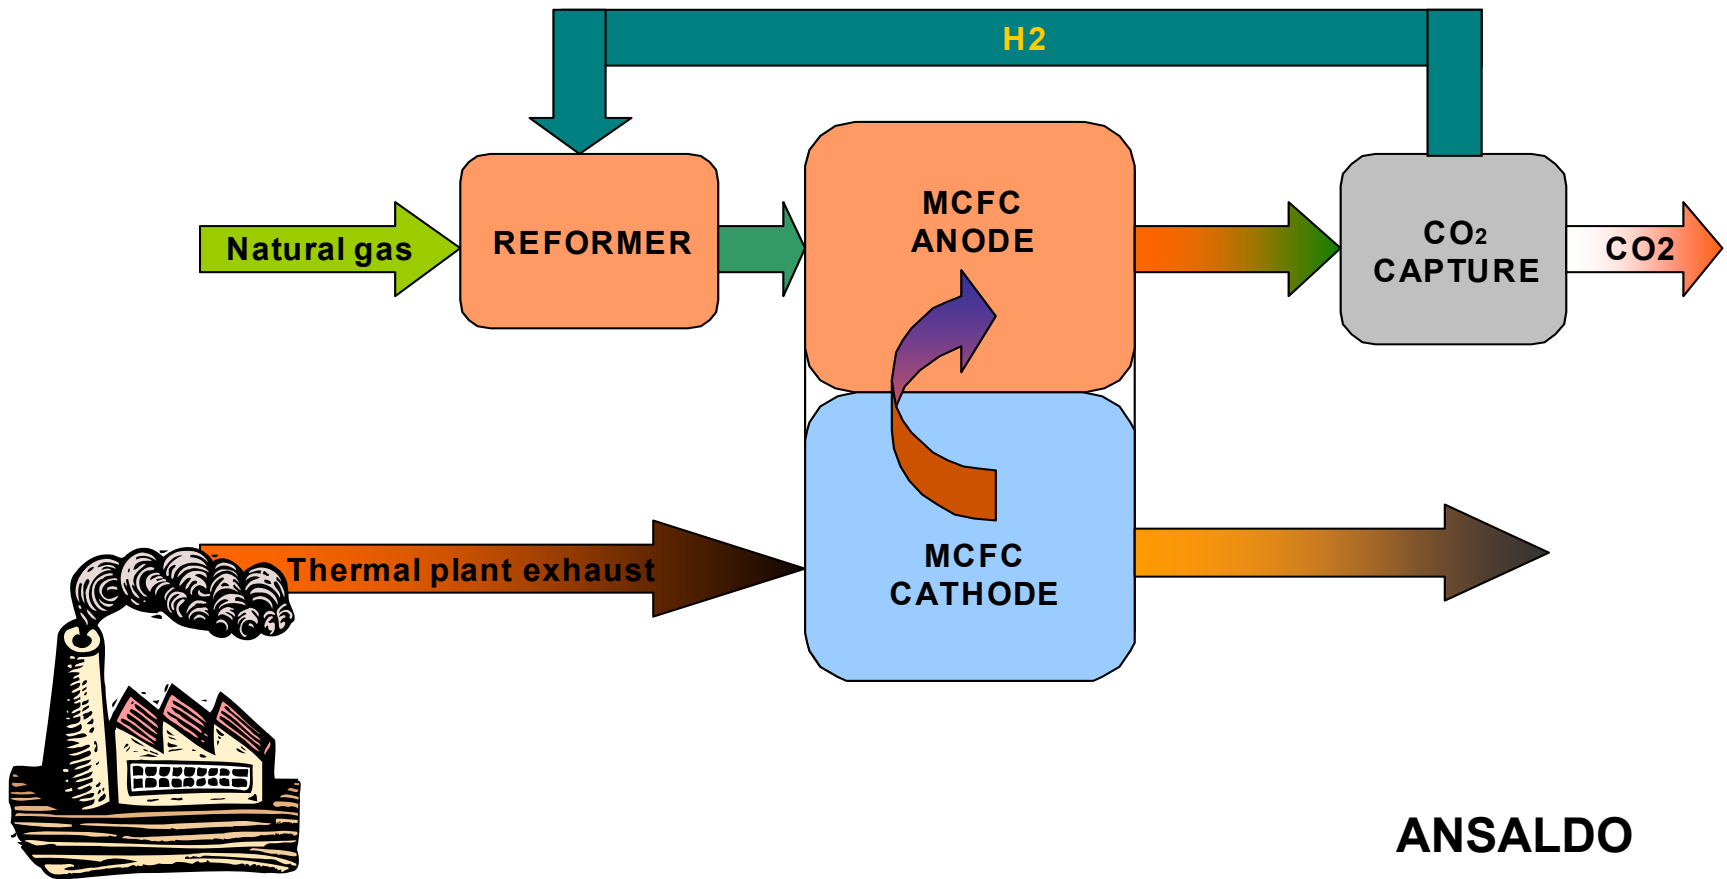 H2
MCFC
ANODE
Natural gas
REFORMER
CO₂
CAPTURE
CO2
Thermal plant exhaust
MCFC
CATHODE
ANSALDO